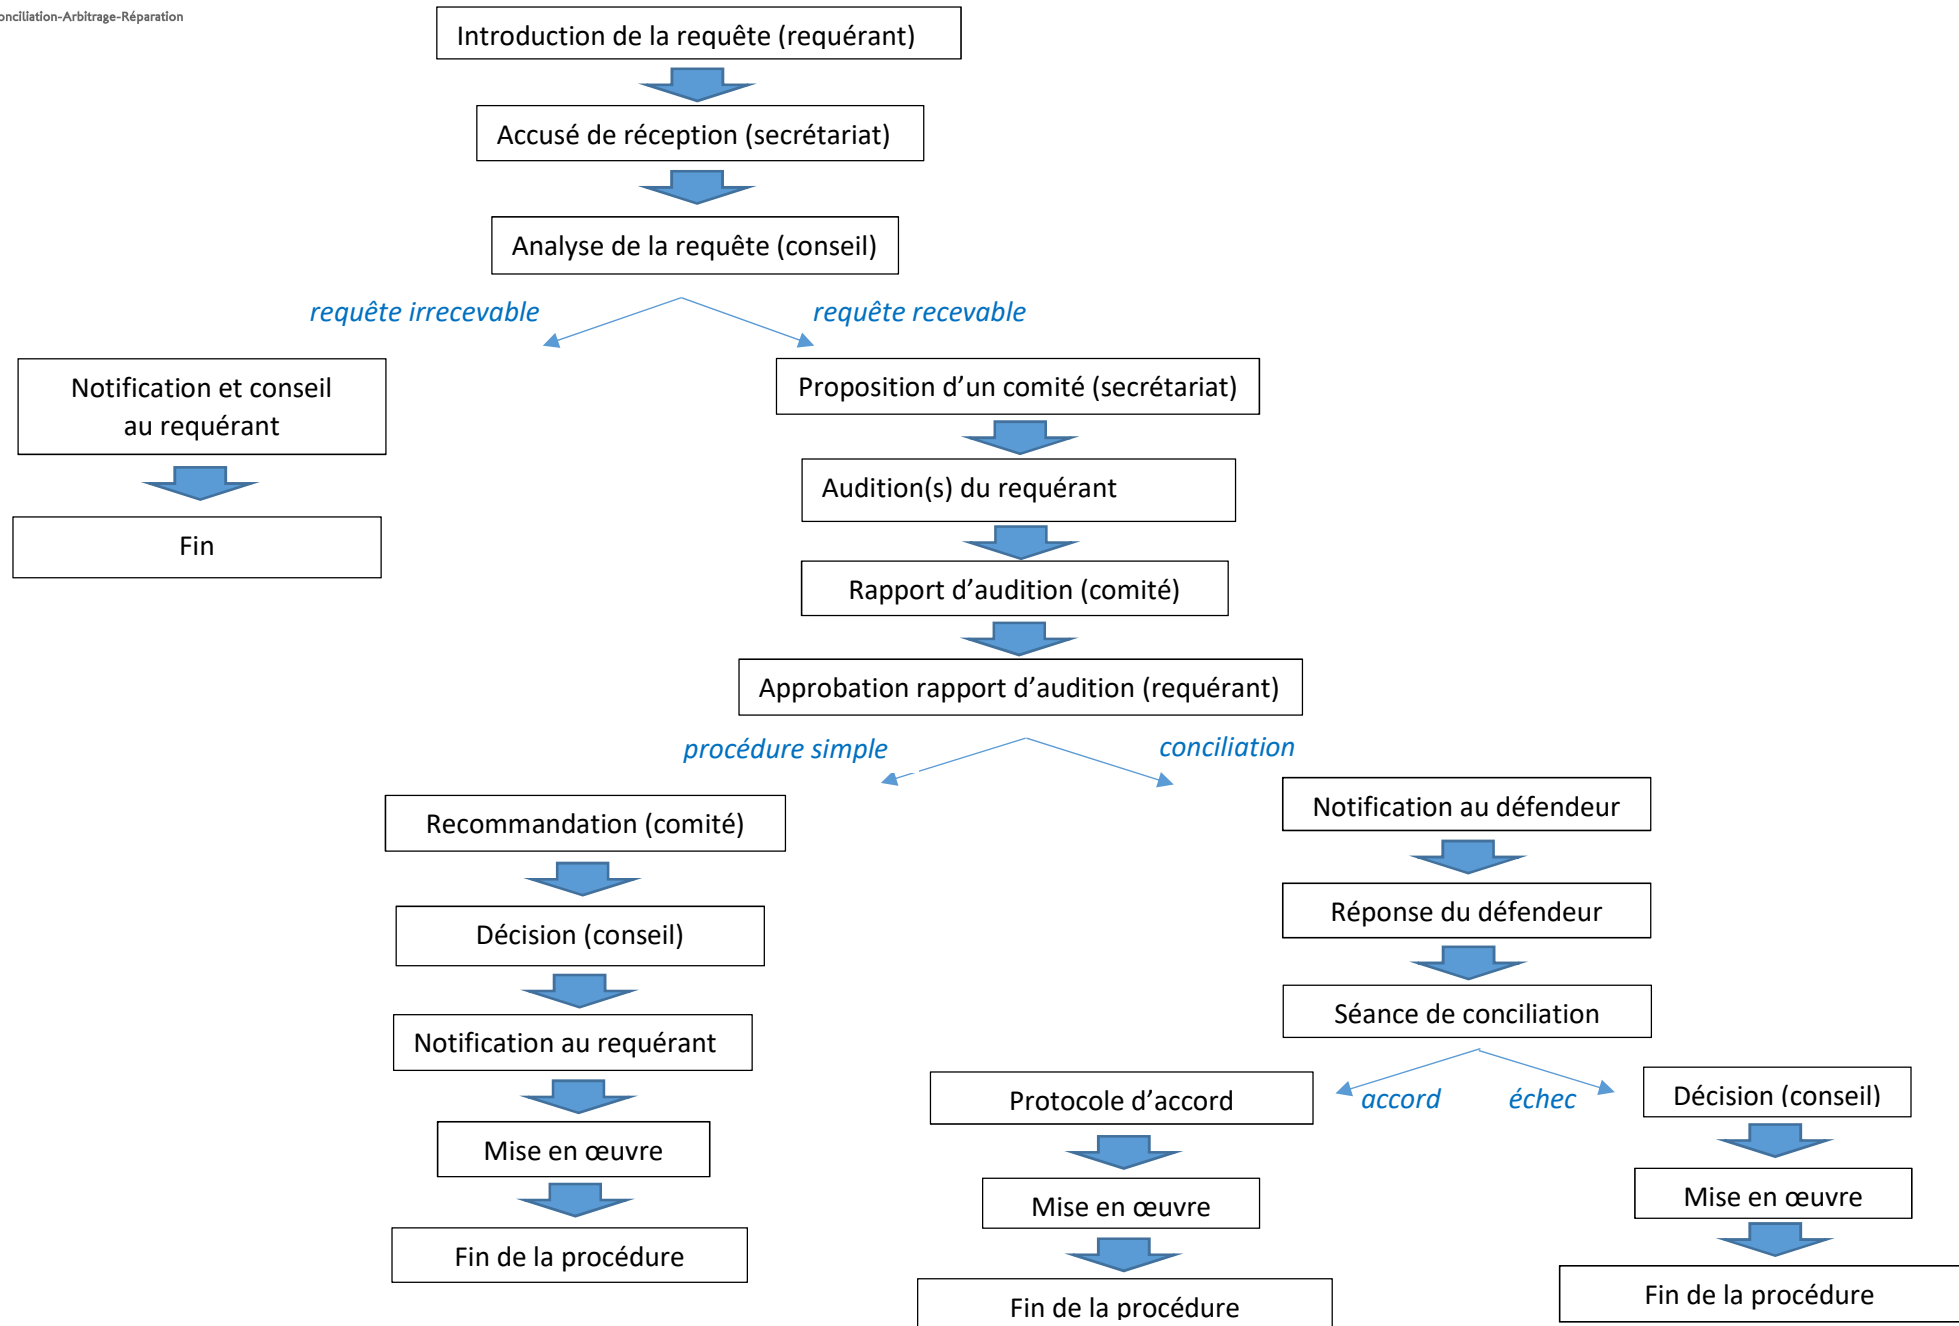 onciliation-Arbitrage-Réparation
Introduction de la requête (requérant)
Accusé de réception (secrétariat)
Analyse de la requête (conseil)
requête irrecevable
requête recevable
Notification et conseil
au requérant
Fin
Proposition d’un comité (secrétariat)
Audition(s) du requérant
Rapport d’audition (comité)
Approbation rapport d’audition (requérant)
procédure simple
conciliation
Recommandation (comité)
Décision (conseil)
Notification au requérant
Mise en œuvre
Fin de la procédure
Notification au défendeur
Réponse du défendeur
Séance de conciliation
accord
échec
Protocole d’accord
Mise en œuvre
Fin de la procédure
Décision (conseil)
Mise en œuvre
Fin de la procédure